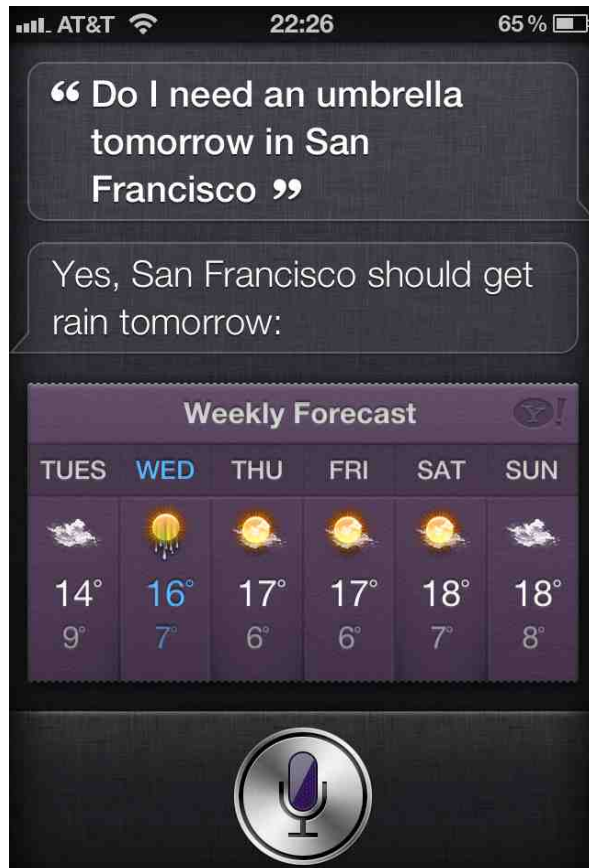 AT&T 22:26 65%
“ Do I need an umbrella
tomorrow in San
Francisco ”
Yes, San Francisco should get
rain tomorrow:
Weekly Forecast Y!
TUES WED THU FRI SAT SUN
14° 16° 17° 17° 18° 18°
9° 7° 6° 6° 7° 8°